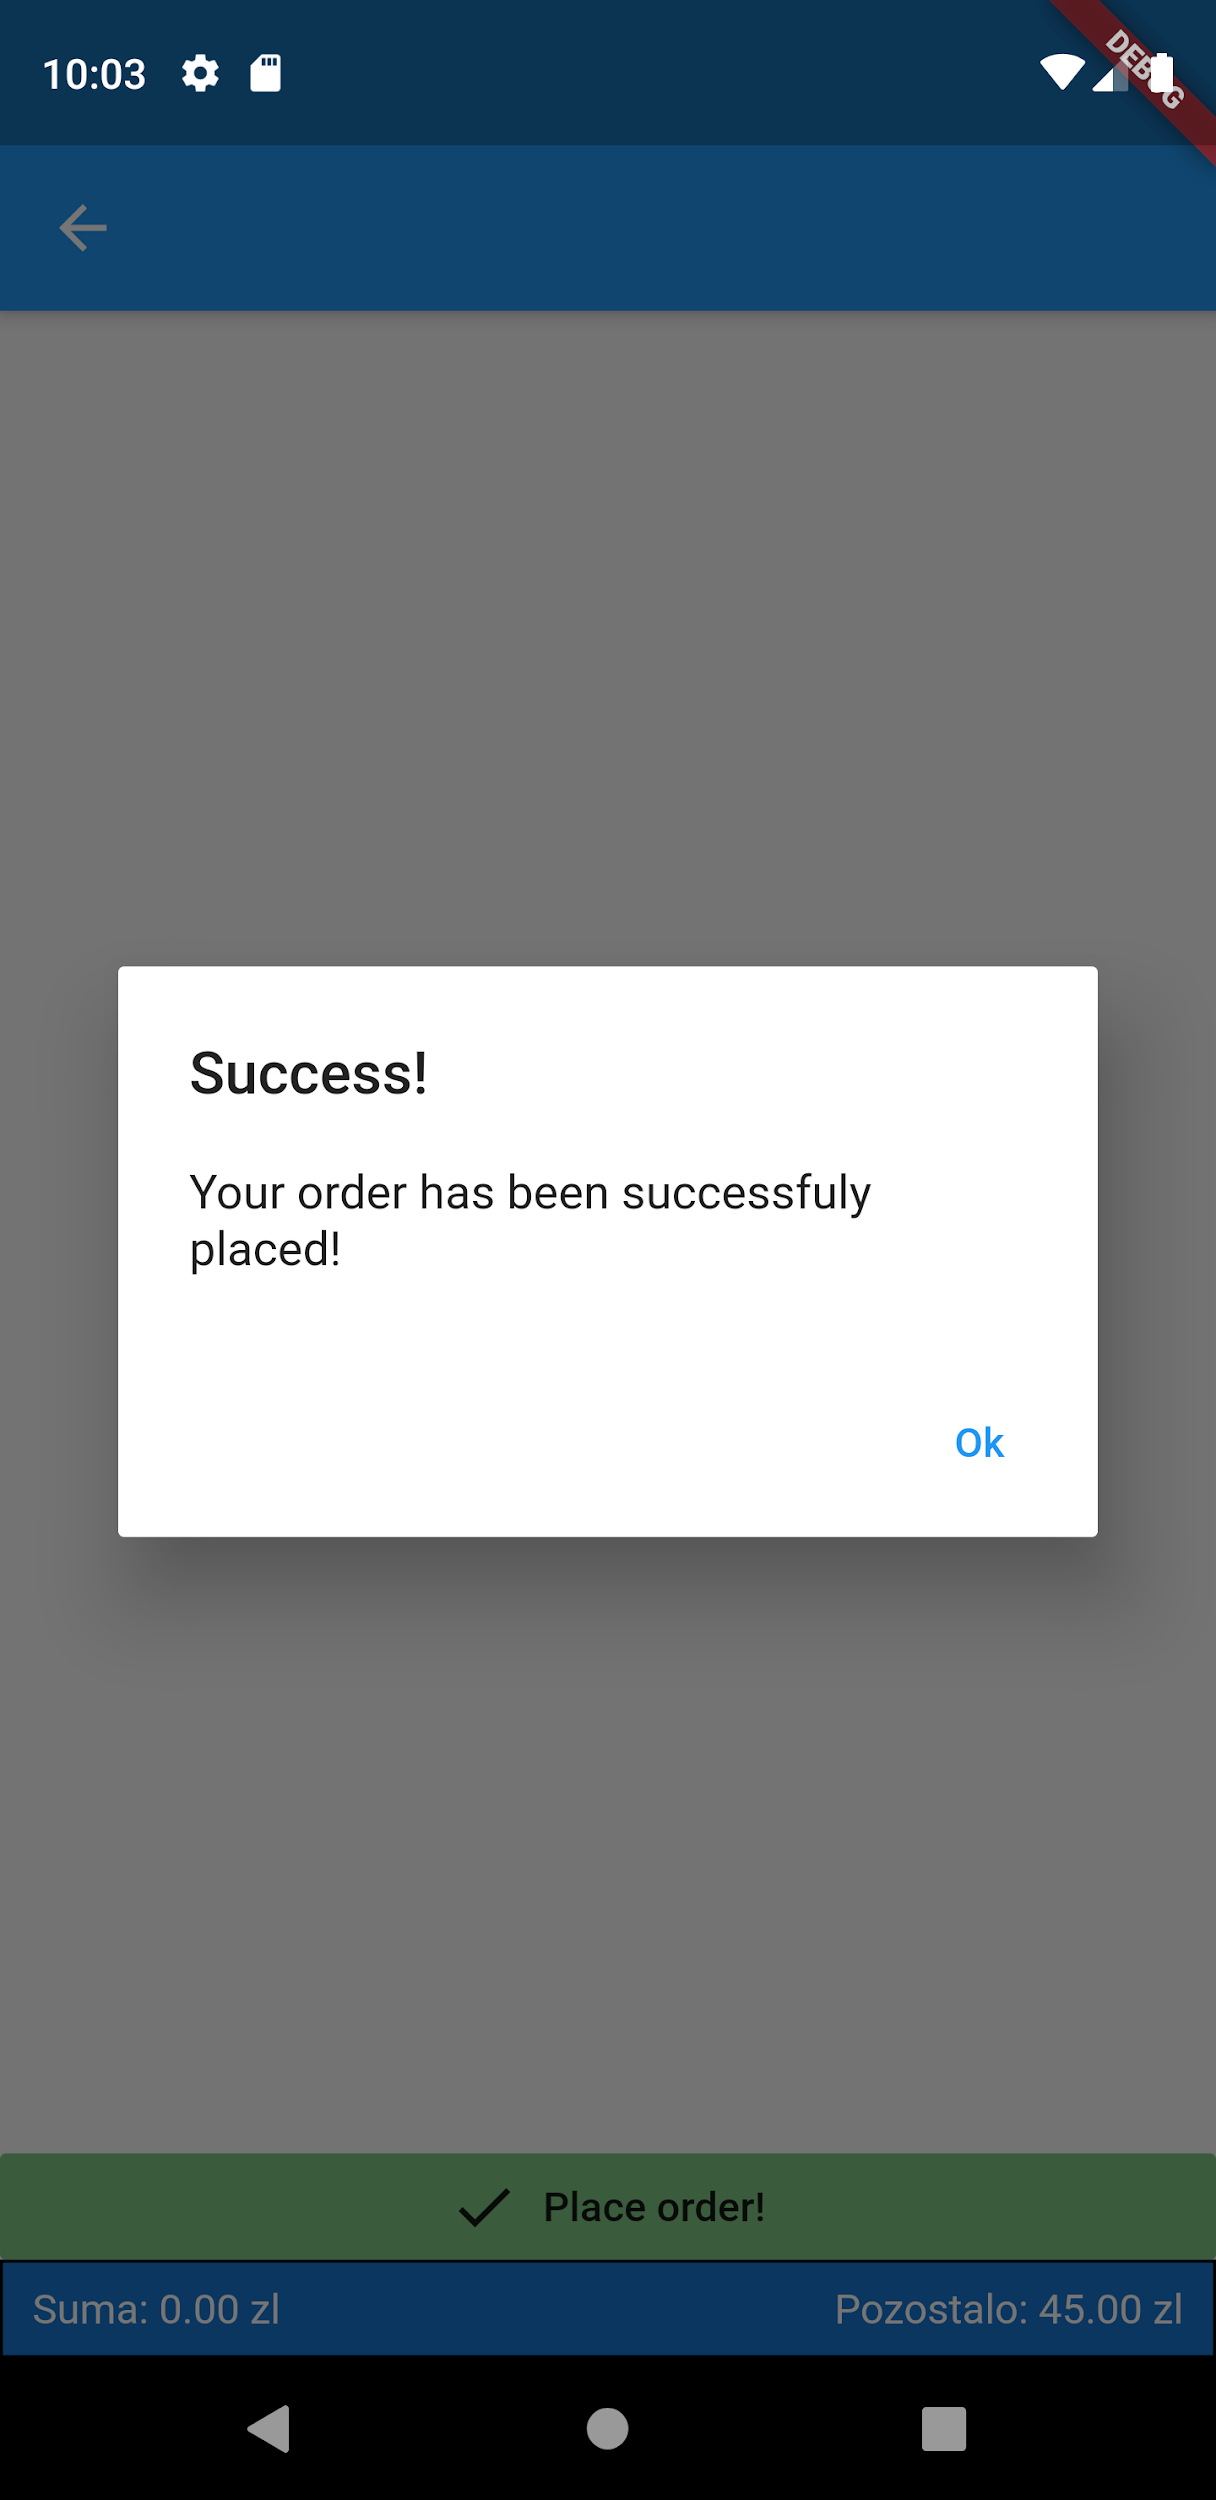 10:03
DEBUG
Success!
Your order has been successfuly
placed!
Ok
Place order!
Suma: 0.00 zl
Pozostalo: 45.00 zl